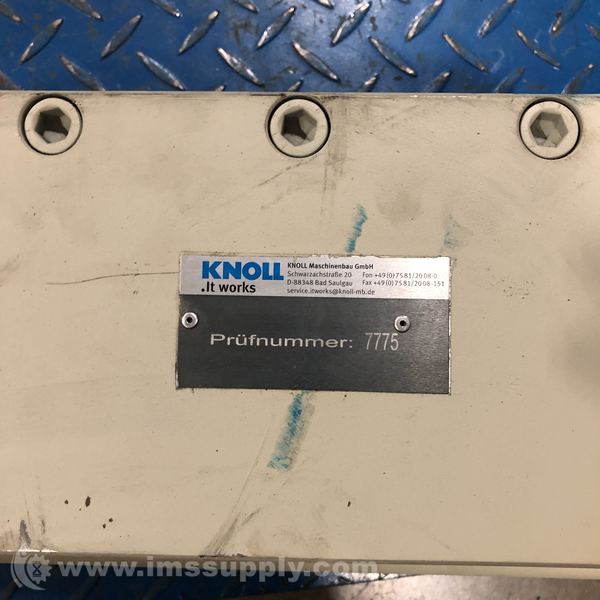 KNOLL
.It works
KNOLL Maschinenbau GmbH
Schwarzachstraße 20 Fon +49(0)7581/2008-0
D-88348 Bad Saulgau Fax +49(0)7581/2008-151
service.itworks@knoll-mb.de
Prüfnummer: 7775
© www.imssupply.com/